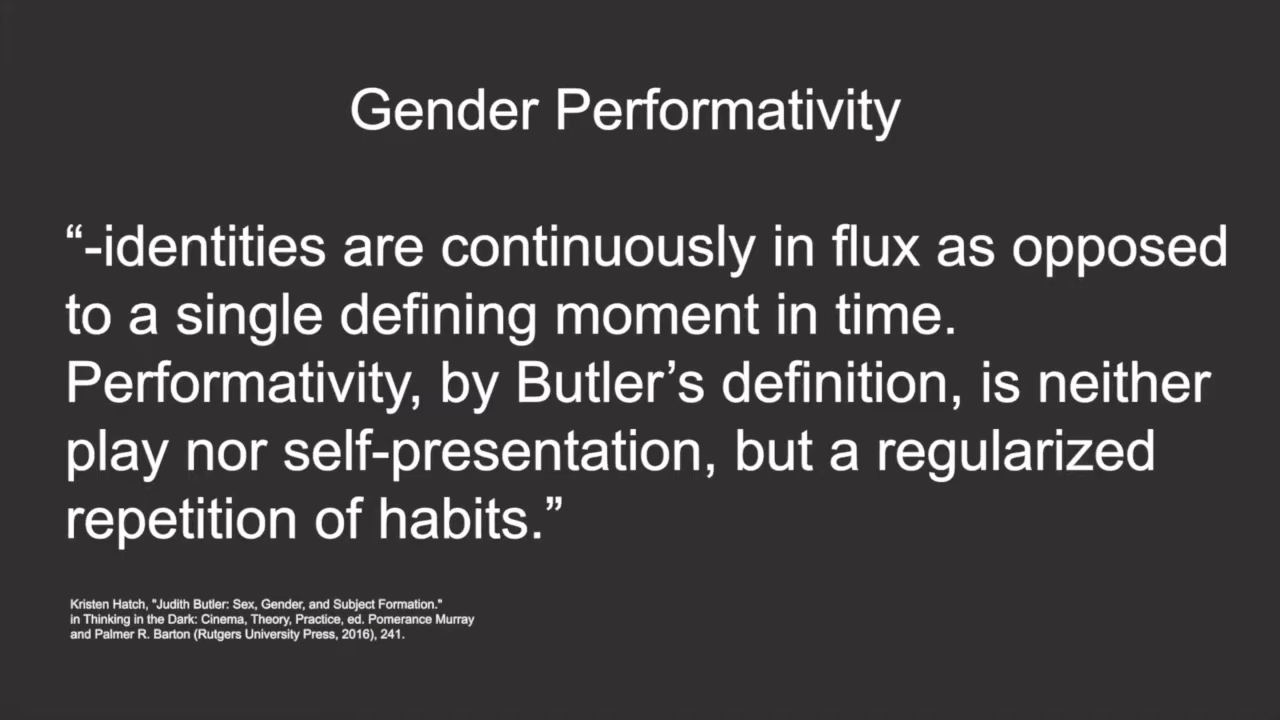 Gender Performativity
“-identities are continuously in flux as opposed
to a single defining moment in time.
Performativity, by Butler’s definition, is neither
play nor self-presentation, but a regularized
repetition of habits.”
Kristen Hatch, "Judith Butler: Sex, Gender, and Subject Formation."
in Thinking in the Dark: Cinema, Theory, Practice, ed. Pomerance Murray
and Palmer R. Barton (Rutgers University Press, 2016), 241.